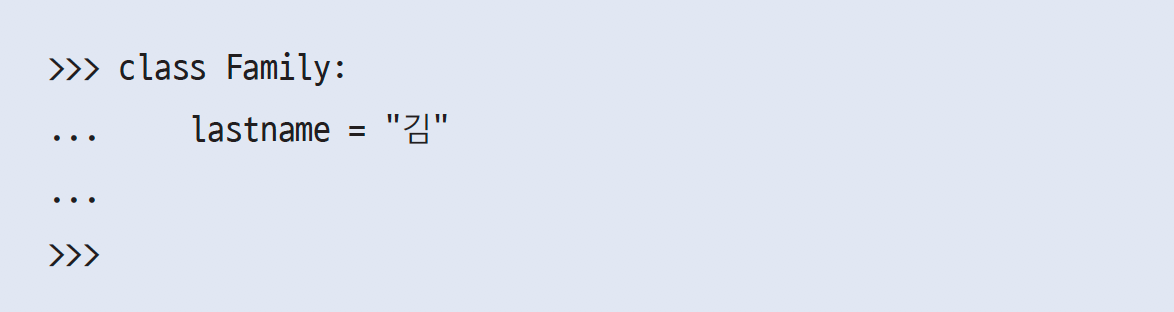 >>> class Family:
...     lastname = "김"
...
>>>